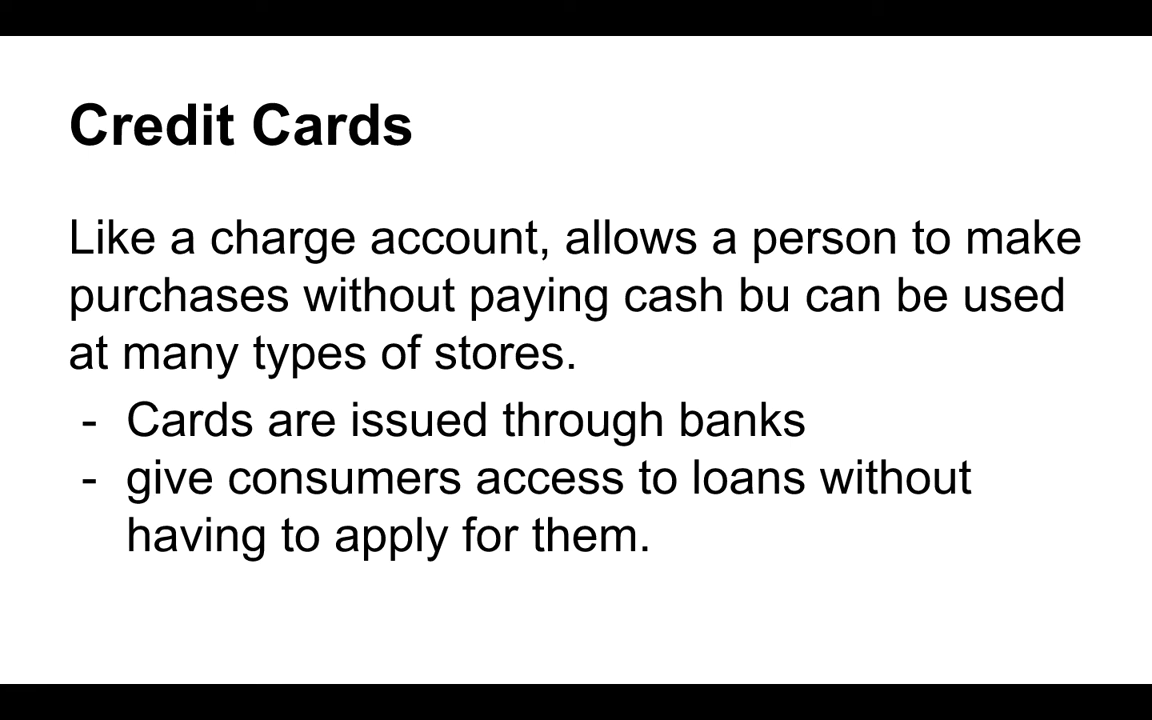 Credit Cards
Like a charge account, allows a person to make
purchases without paying cash bu can be used
at many types of stores.
- Cards are issued through banks
- give consumers access to loans without
having to apply for them.